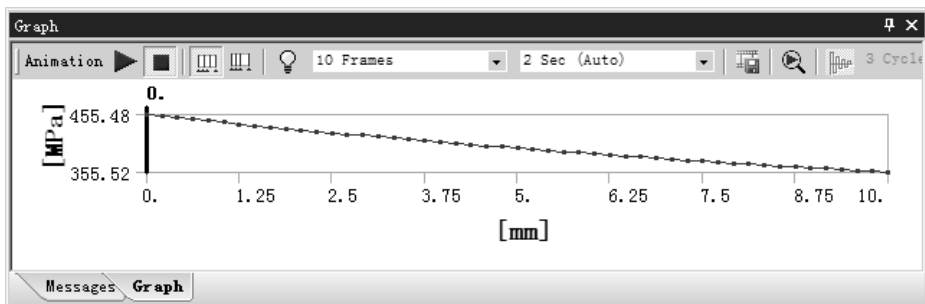 Graph
Animation 10 Frames 2 Sec (Auto) 3 Cycle
0.
455.48
[MPa]
355.52
0. 1.25 2.5 3.75 5. 6.25 7.5 8.75 10.
[mm]
Messages Graph